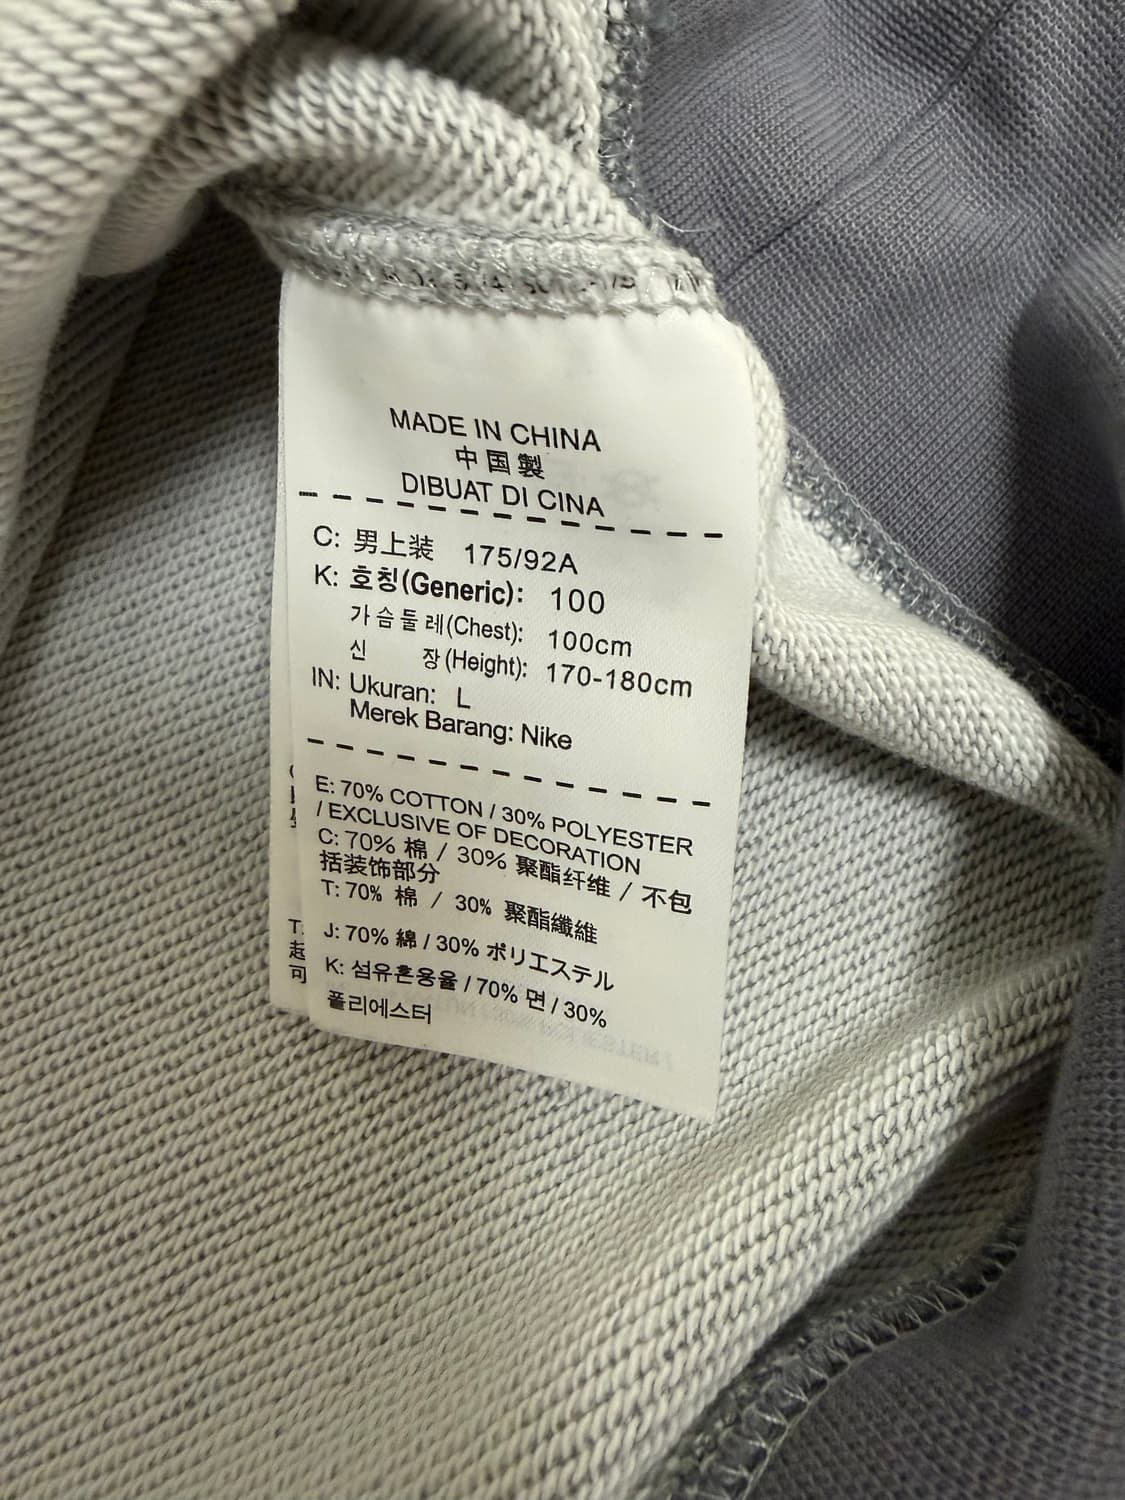 MADE IN CHINA
中国製
DIBUAT DI CINA
C: 男上装 175/92A
K: 호칭(Generic): 100
가슴둘레(Chest): 100cm
신 장(Height): 170-180cm
IN: Ukuran: L
Merek Barang: Nike
E: 70% COTTON / 30% POLYESTER
/ EXCLUSIVE OF DECORATION
C: 70% 棉 / 30% 聚酯纤维 / 不包
括装饰部分
T: 70% 棉 / 30% 聚酯纖維
J: 70% 綿 / 30% ポリエステル
K: 섬유혼용율 / 70% 면 / 30%
폴리에스터
T:
起
可